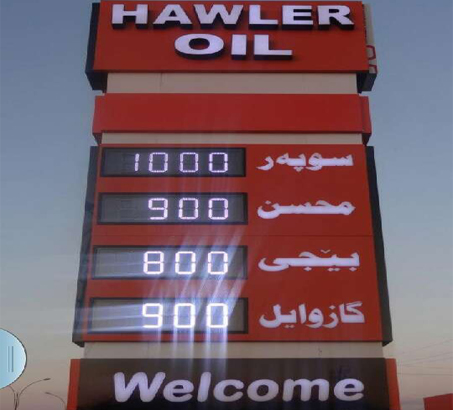 HAWLER
OIL
1000 سوپەر
900 محسن
800 بێجی
900 گازوایل
Welcome